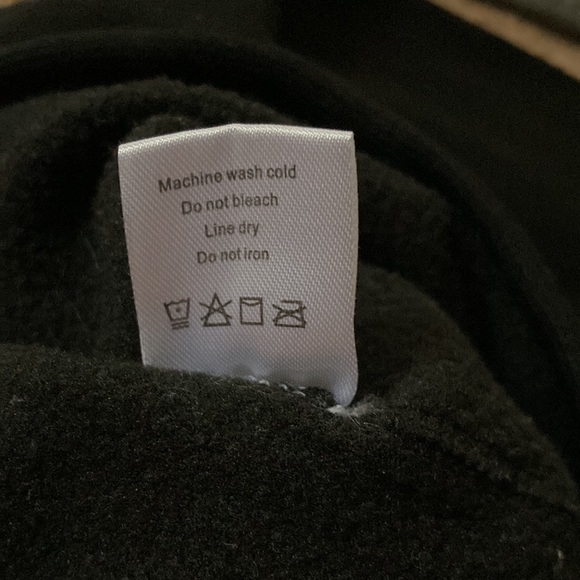 Machine wash cold
Do not bleach
Line dry
Do not iron